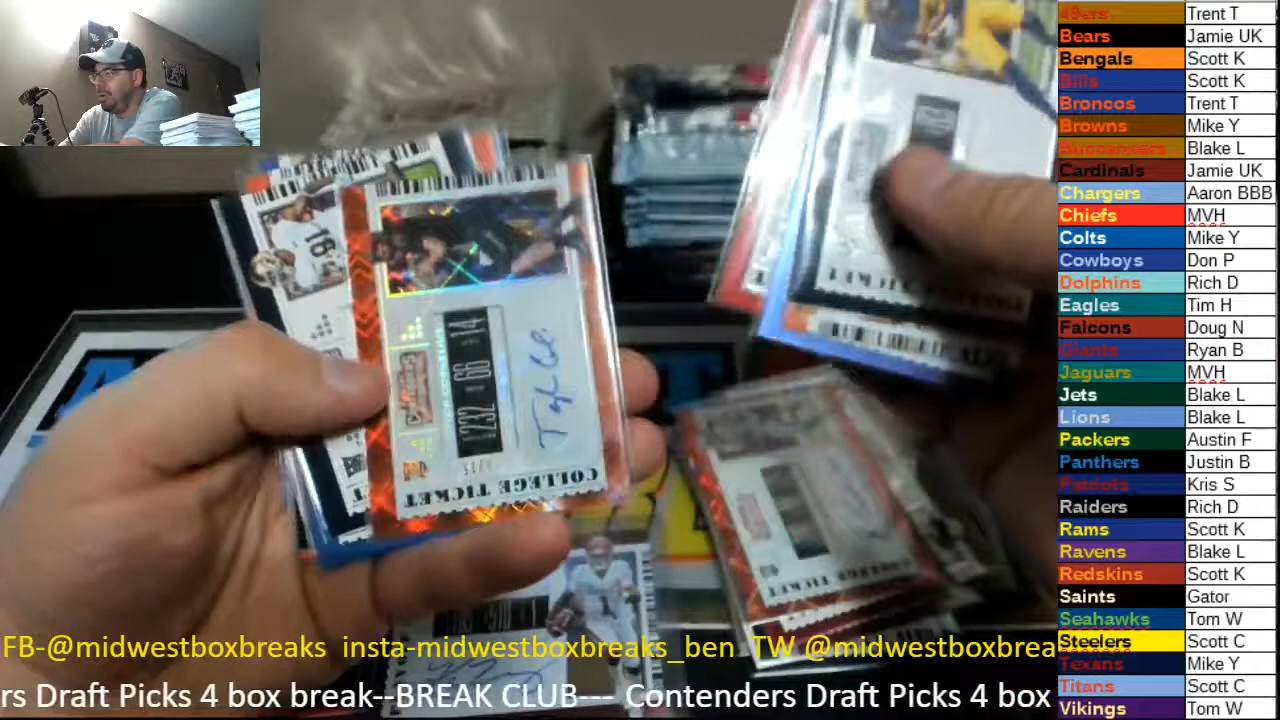 49ers Trent T
Bears Jamie UK
Bengals Scott K
Bills Scott K
Broncos Trent T
Browns Mike Y
Buccaneers Blake L
Cardinals Jamie UK
Chargers Aaron BBB
Chiefs MVH
Colts Mike Y
Cowboys Don P
Dolphins Rich D
Eagles Tim H
Falcons Doug N
Giants Ryan B
Jaguars MVH
Jets Blake L
Lions Blake L
Packers Austin F
Panthers Justin B
Patriots Kris S
Raiders Rich D
Rams Scott K
Ravens Blake L
Redskins Scott K
Saints Gator
Seahawks Tom W
Steelers Scott C
Texans Mike Y
Titans Scott C
Vikings Tom W
16
COLLEGE TICKET
COLLEGE TICKET
1
FB-@midwestboxbreaks insta-midwestboxbreaks_ben TW @midwestboxbrea
rs Draft Picks 4 box break--BREAK CLUB--- Contenders Draft Picks 4 box